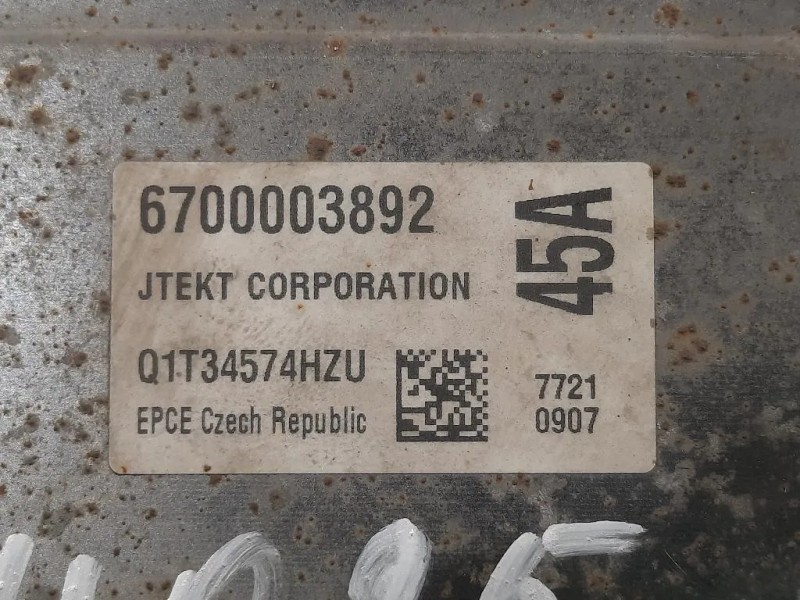 6700003892
45A
JTEKT CORPORATION
Q1T34574HZU
7721
EPCE Czech Republic
0907